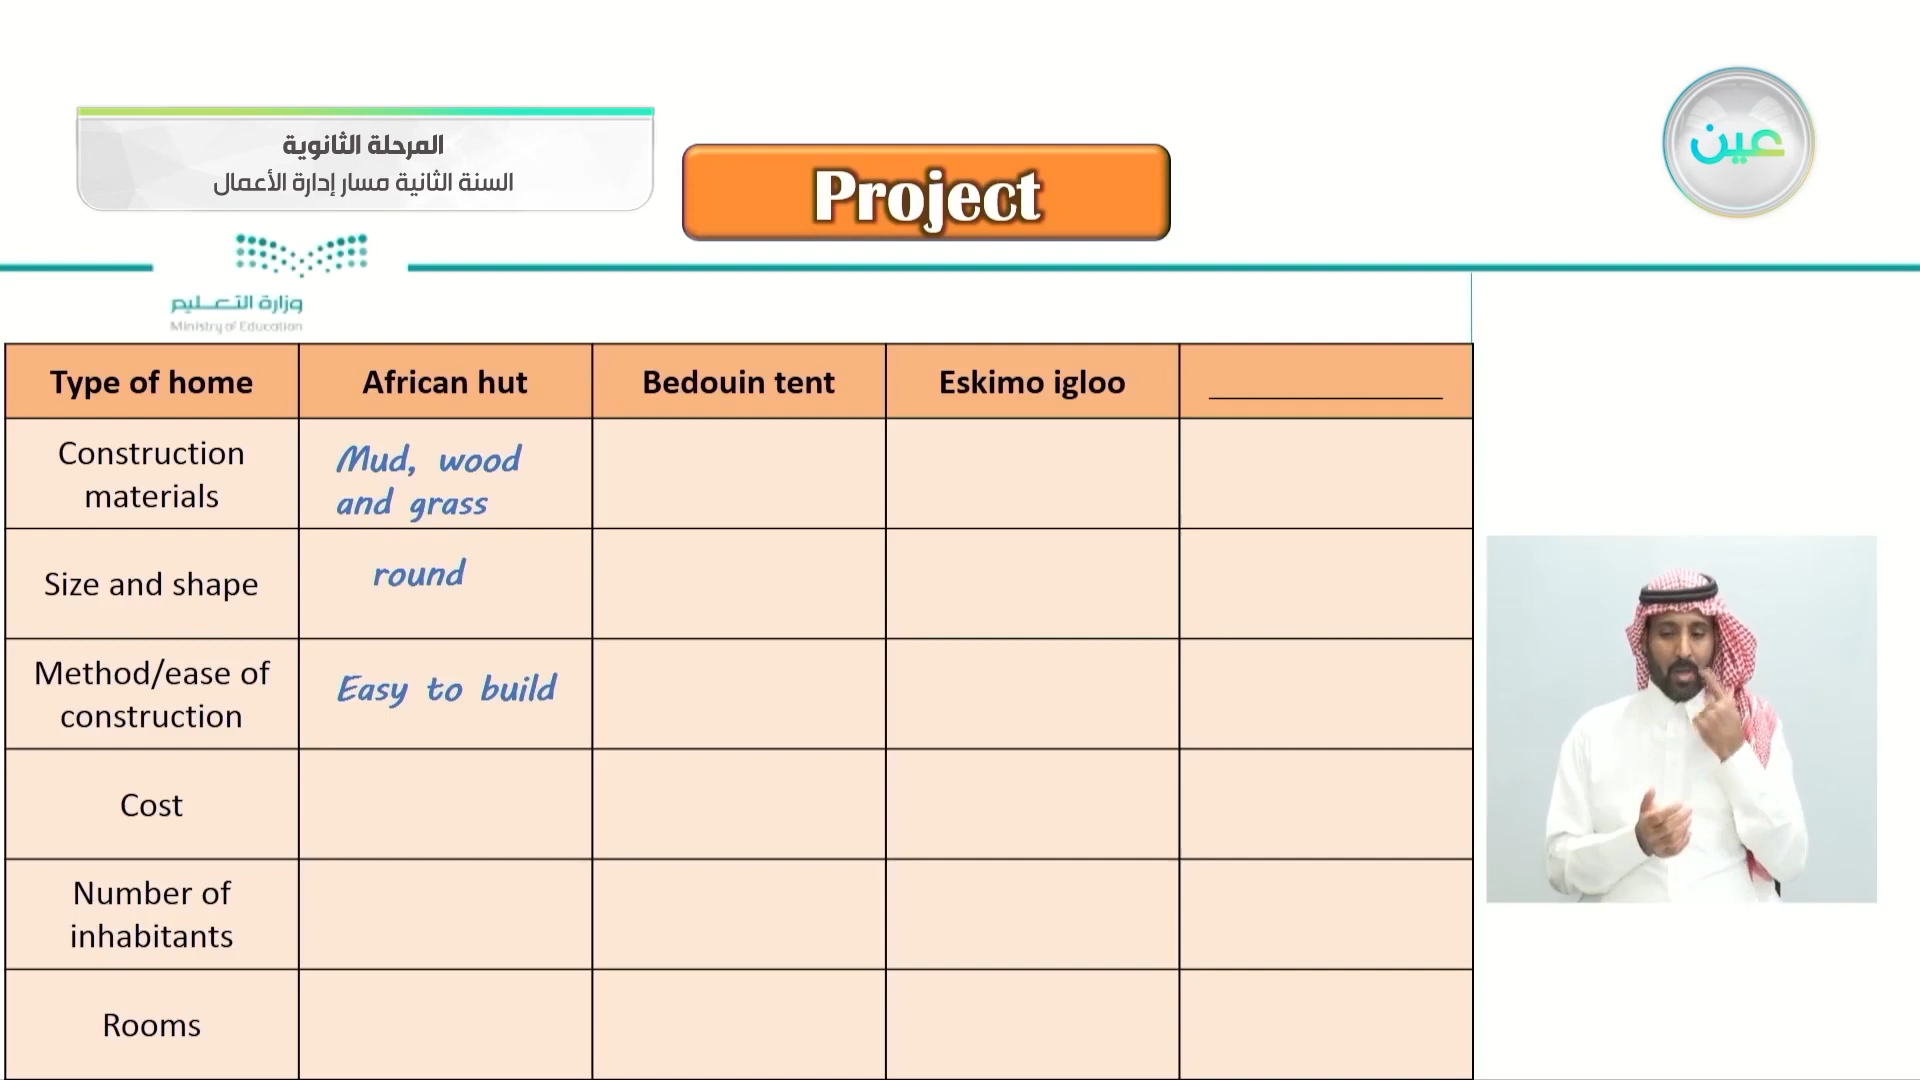 المرحلة الثانوية
السنة الثانية مسار إدارة الأعمال
Project
عين
وزارة التعليم
Ministry of Education
Type of home
African hut
Bedouin tent
Eskimo igloo
Construction
materials
Mud, wood
and grass
Size and shape
round
Method/ease of
construction
Easy to build
Cost
Number of
inhabitants
Rooms